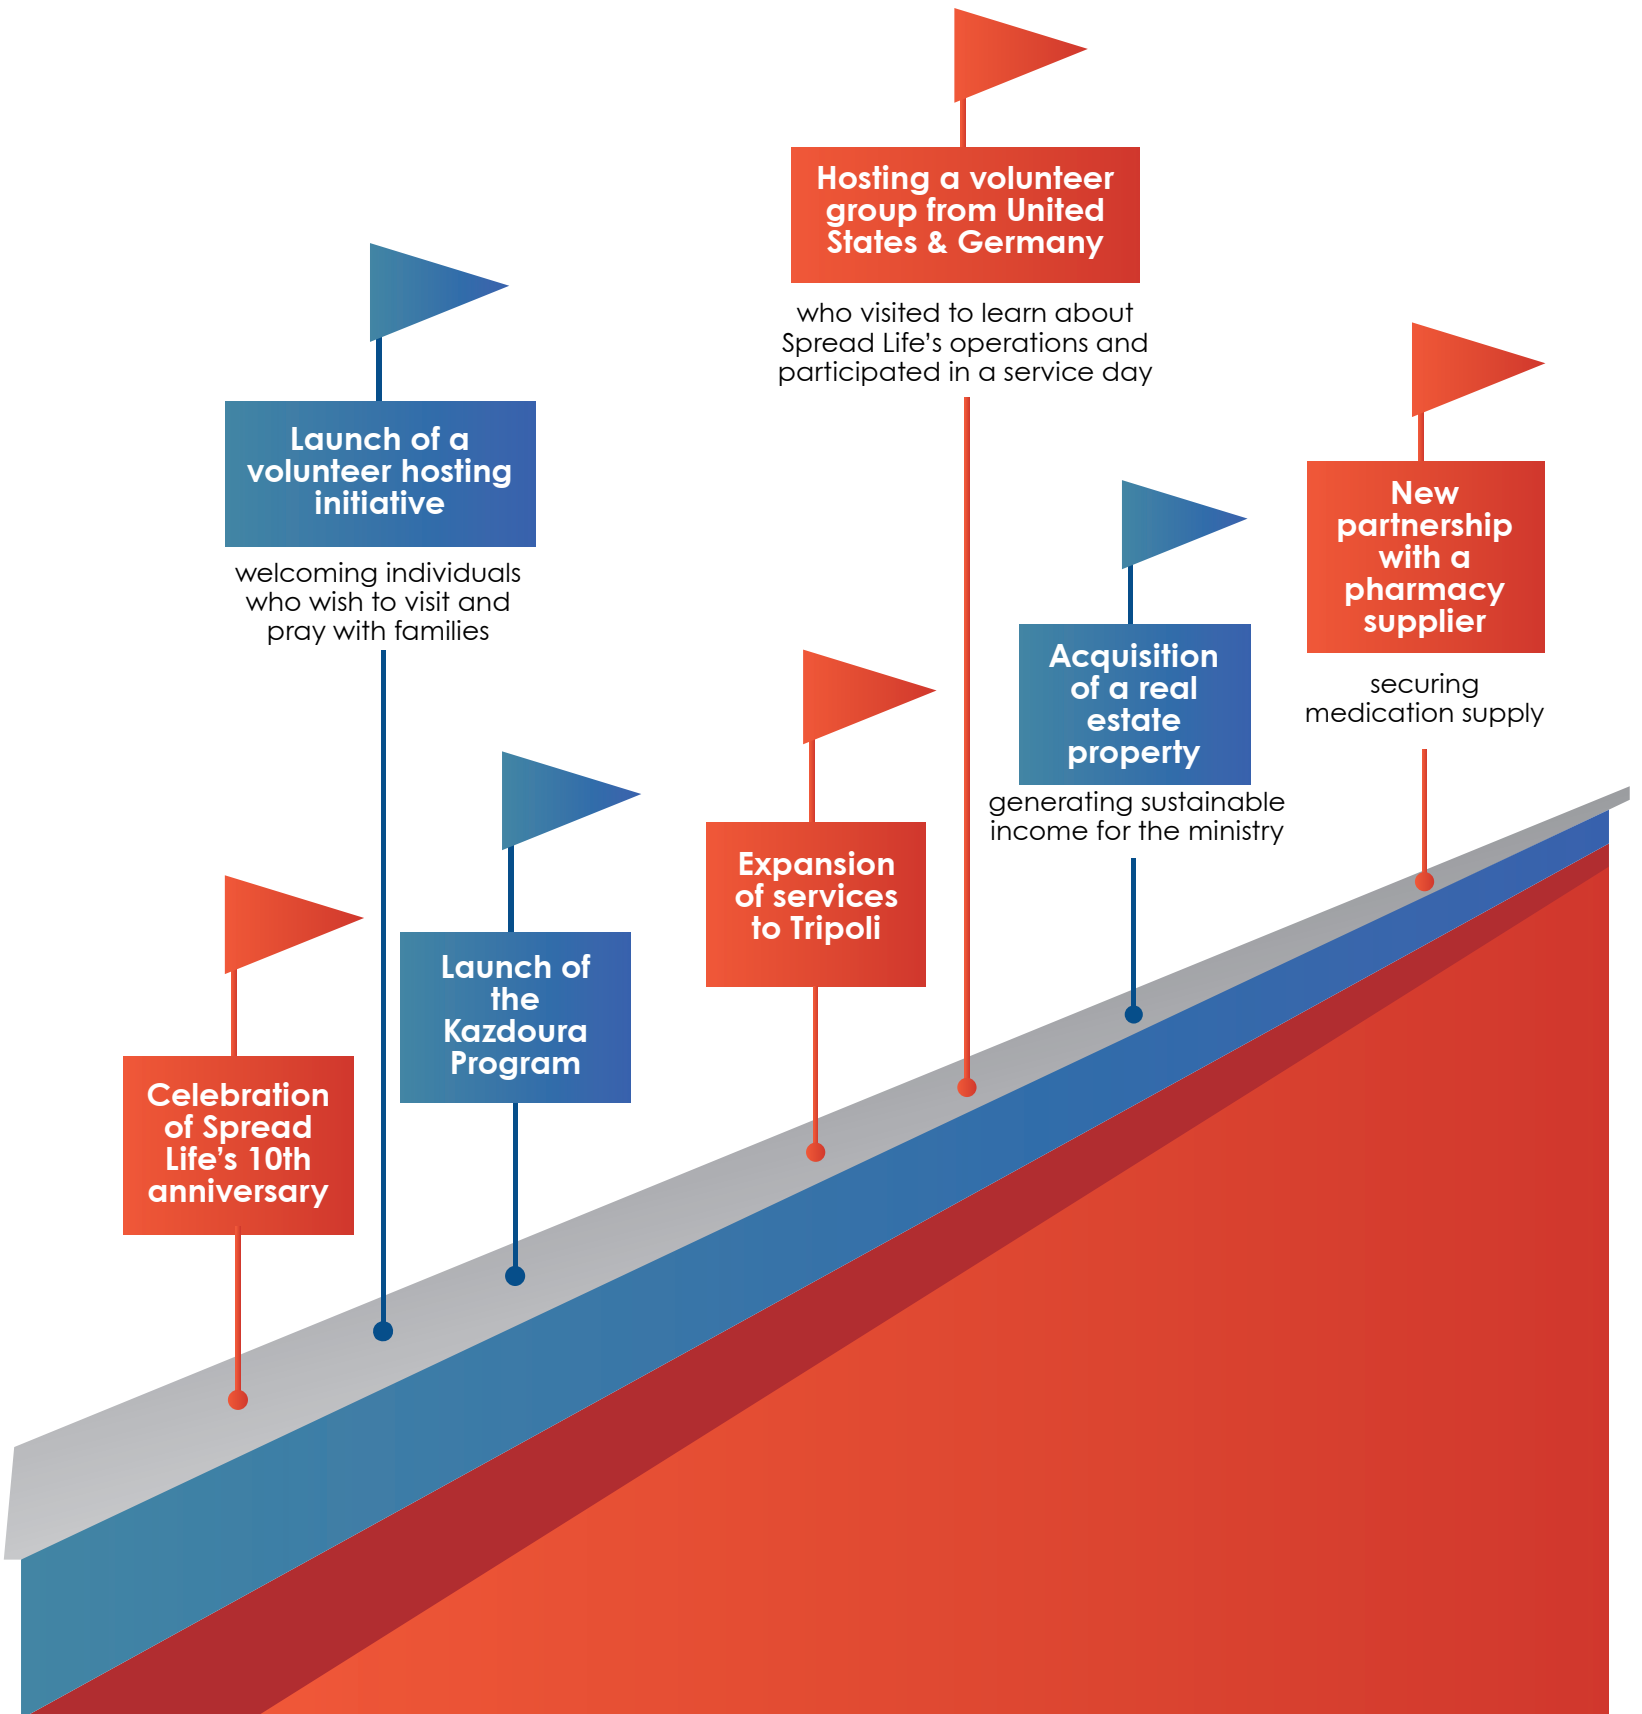 Hosting a volunteer
group from United
States & Germany
who visited to learn about
Spread Life’s operations and
participated in a service day
Launch of a
volunteer hosting
initiative
welcoming individuals
who wish to visit and
pray with families
New
partnership
with a
pharmacy
supplier
securing
medication supply
Acquisition
of a real
estate
property
generating sustainable
income for the ministry
Expansion
of services
to Tripoli
Launch of
the
Kazdoura
Program
Celebration
of Spread
Life’s 10th
anniversary